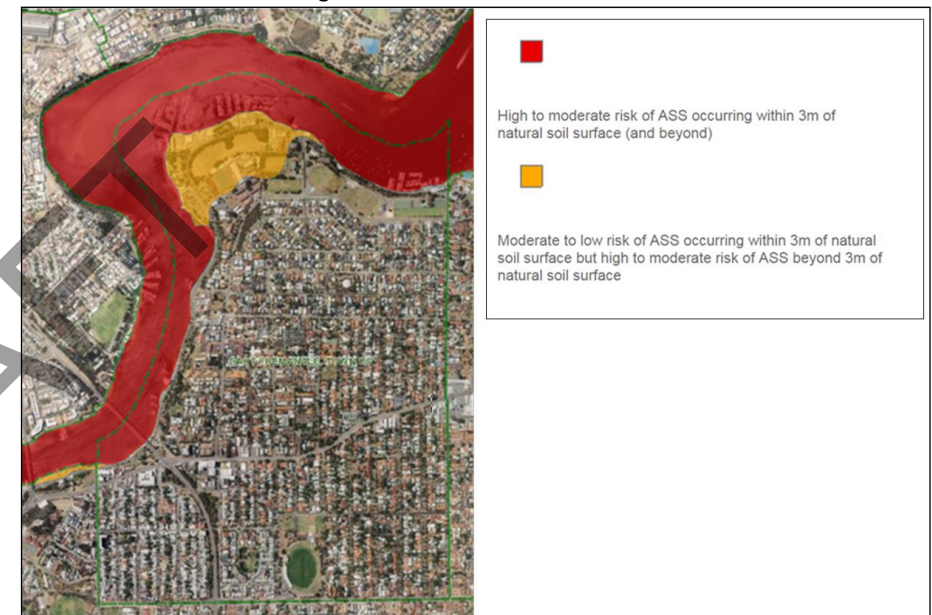 High to moderate risk of ASS occurring within 3m of
natural soil surface (and beyond)
Moderate to low risk of ASS occurring within 3m of natural
soil surface but high to moderate risk of ASS beyond 3m of
natural soil surface